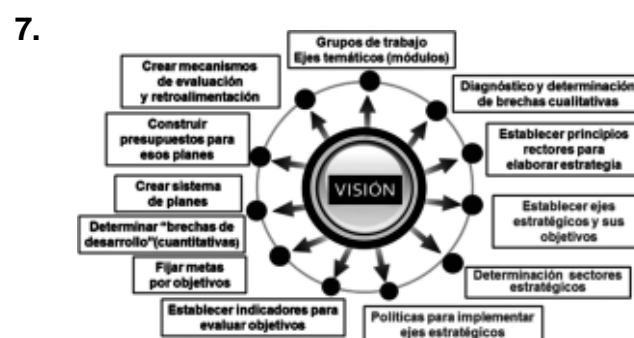 7.
Grupos de trabajo
Ejes temáticos (módulos)
Diagnóstico y determinación
de brechas cualitativas
Establecer principios
rectores para
elaborar estrategia
Establecer ejes
estratégicos y sus
objetivos
Determinación sectores
estratégicos
Políticas para implementar
ejes estratégicos
Establecer indicadores para
evaluar objetivos
Fijar metas
por objetivos
Determinar "brechas de
desarrollo"(cuantitativas)
Crear sistema
de planes
Construir
presupuestos para
esos planes
Crear mecanismos
de evaluación
y retroalimentación
VISIÓN